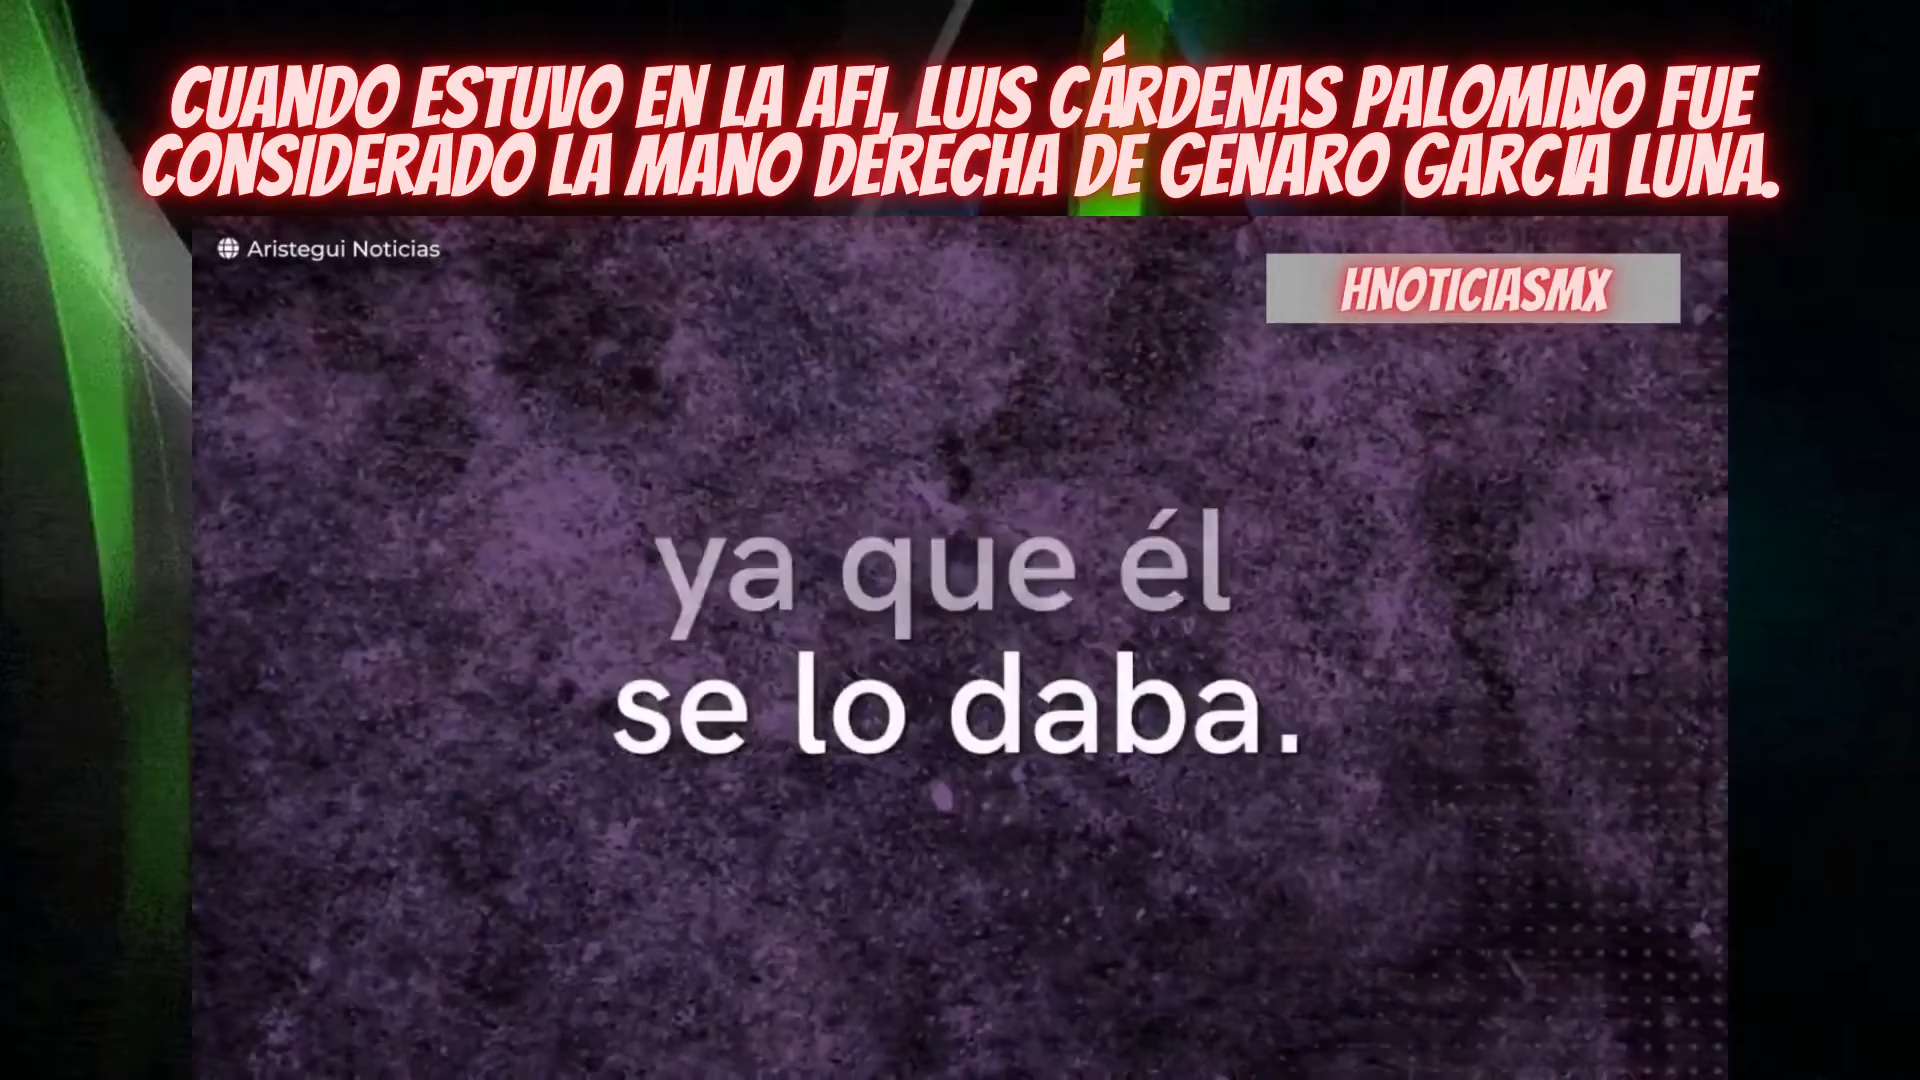 CUANDO ESTUVO EN LA AFI, LUIS CÁRDENAS PALOMINO FUE
CONSIDERADO LA MANO DERECHA DE GENARO GARCÍA LUNA.
Aristegui Noticias
HNOTICIASMX
ya que él
se lo daba.